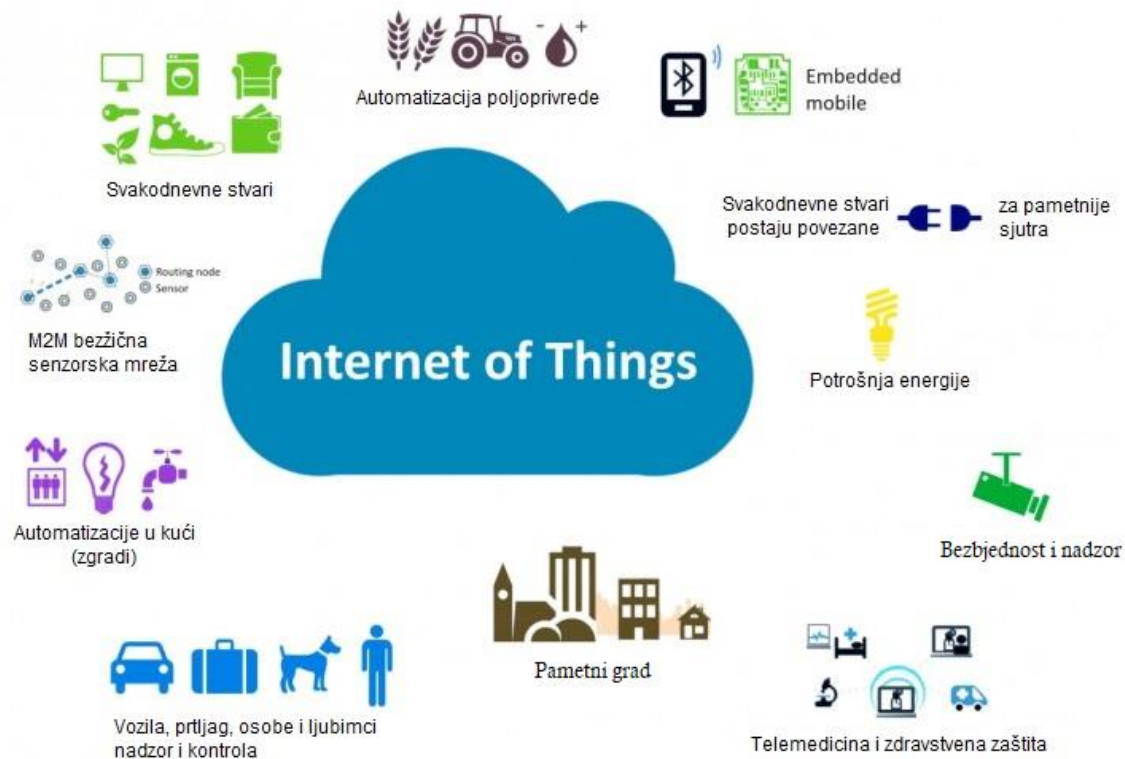 Automatizacija poljoprivrede
Embedded
mobile
Svakodnevne stvari
Svakodnevne stvari
postaju povezane
za pametnije
sjutra
Routing node
Sensor
M2M bežična
senzorska mreža
Internet of Things
Potrošnja energije
Automatizacije u kući
(zgradi)
Bezbjednost i nadzor
Pametni grad
Vozila, prtljag, osobe i ljubimci
nadzor i kontrola
Telemedicina i zdravstvena zaštita